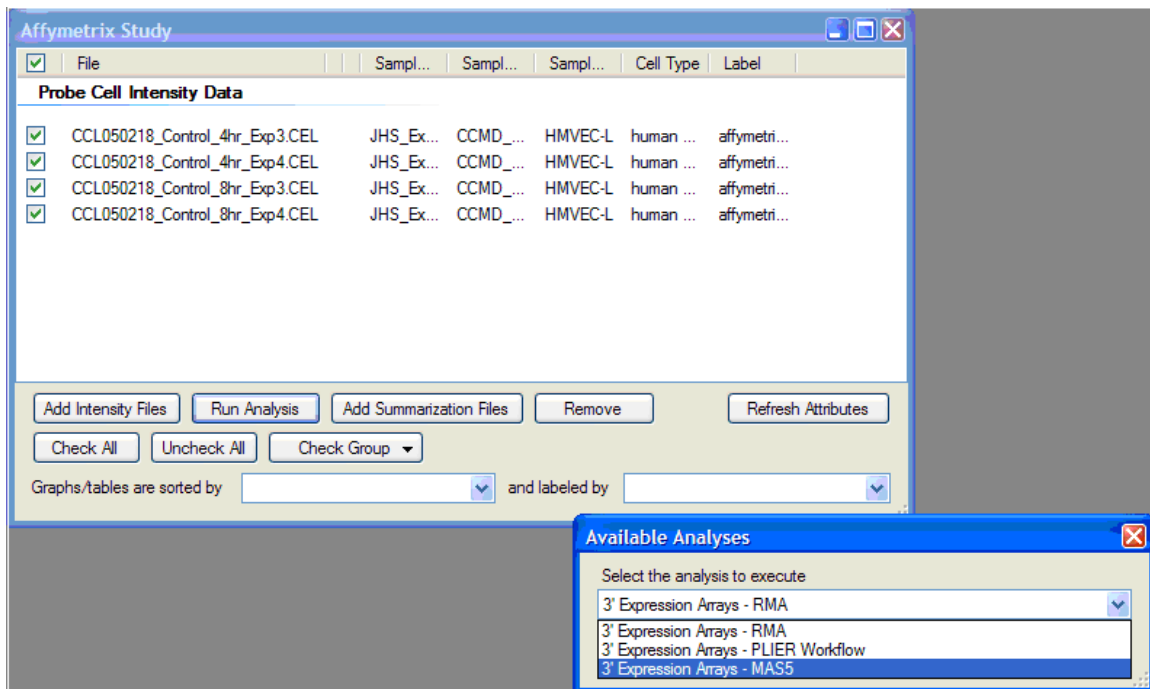 Affymetrix Study
File Sampl... Sampl... Sampl... Cell Type Label
Probe Cell Intensity Data
CCL050218_Control_4hr_Exp3.CEL JHS_Ex... CCMD_... HMVEC-L human ... affymetri...
CCL050218_Control_4hr_Exp4.CEL JHS_Ex... CCMD_... HMVEC-L human ... affymetri...
CCL050218_Control_8hr_Exp3.CEL JHS_Ex... CCMD_... HMVEC-L human ... affymetri...
CCL050218_Control_8hr_Exp4.CEL JHS_Ex... CCMD_... HMVEC-L human ... affymetri...
Add Intensity Files Run Analysis Add Summarization Files Remove Refresh Attributes
Check All Uncheck All Check Group
Graphs/tables are sorted by and labeled by
Available Analyses
Select the analysis to execute
3' Expression Arrays - RMA
3' Expression Arrays - RMA
3' Expression Arrays - PLIER Workflow
3' Expression Arrays - MAS5